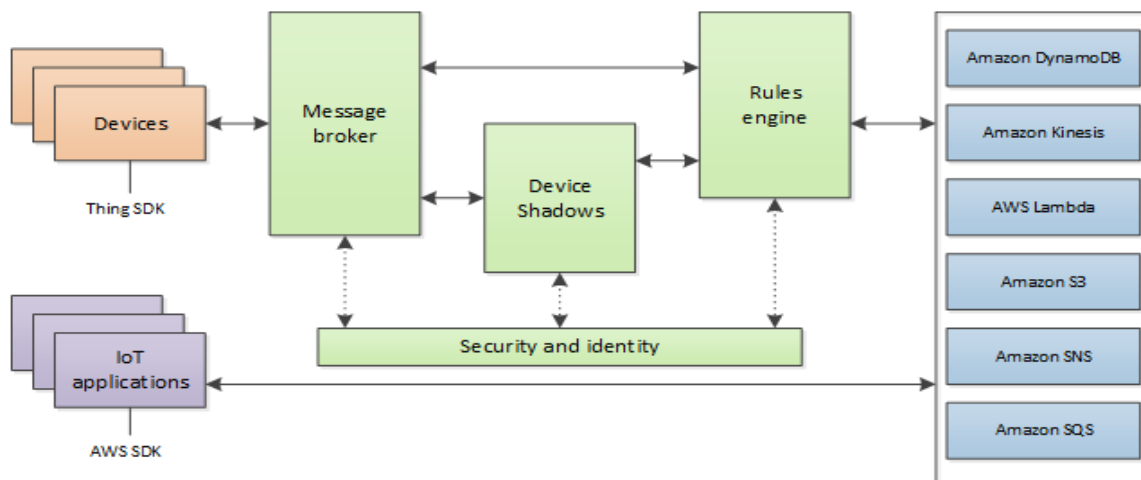 Devices
Thing SDK
Message
broker
Device
Shadows
Rules
engine
Security and identity
IoT
applications
AWS SDK
Amazon DynamoDB
Amazon Kinesis
AWS Lambda
Amazon S3
Amazon SNS
Amazon SQS